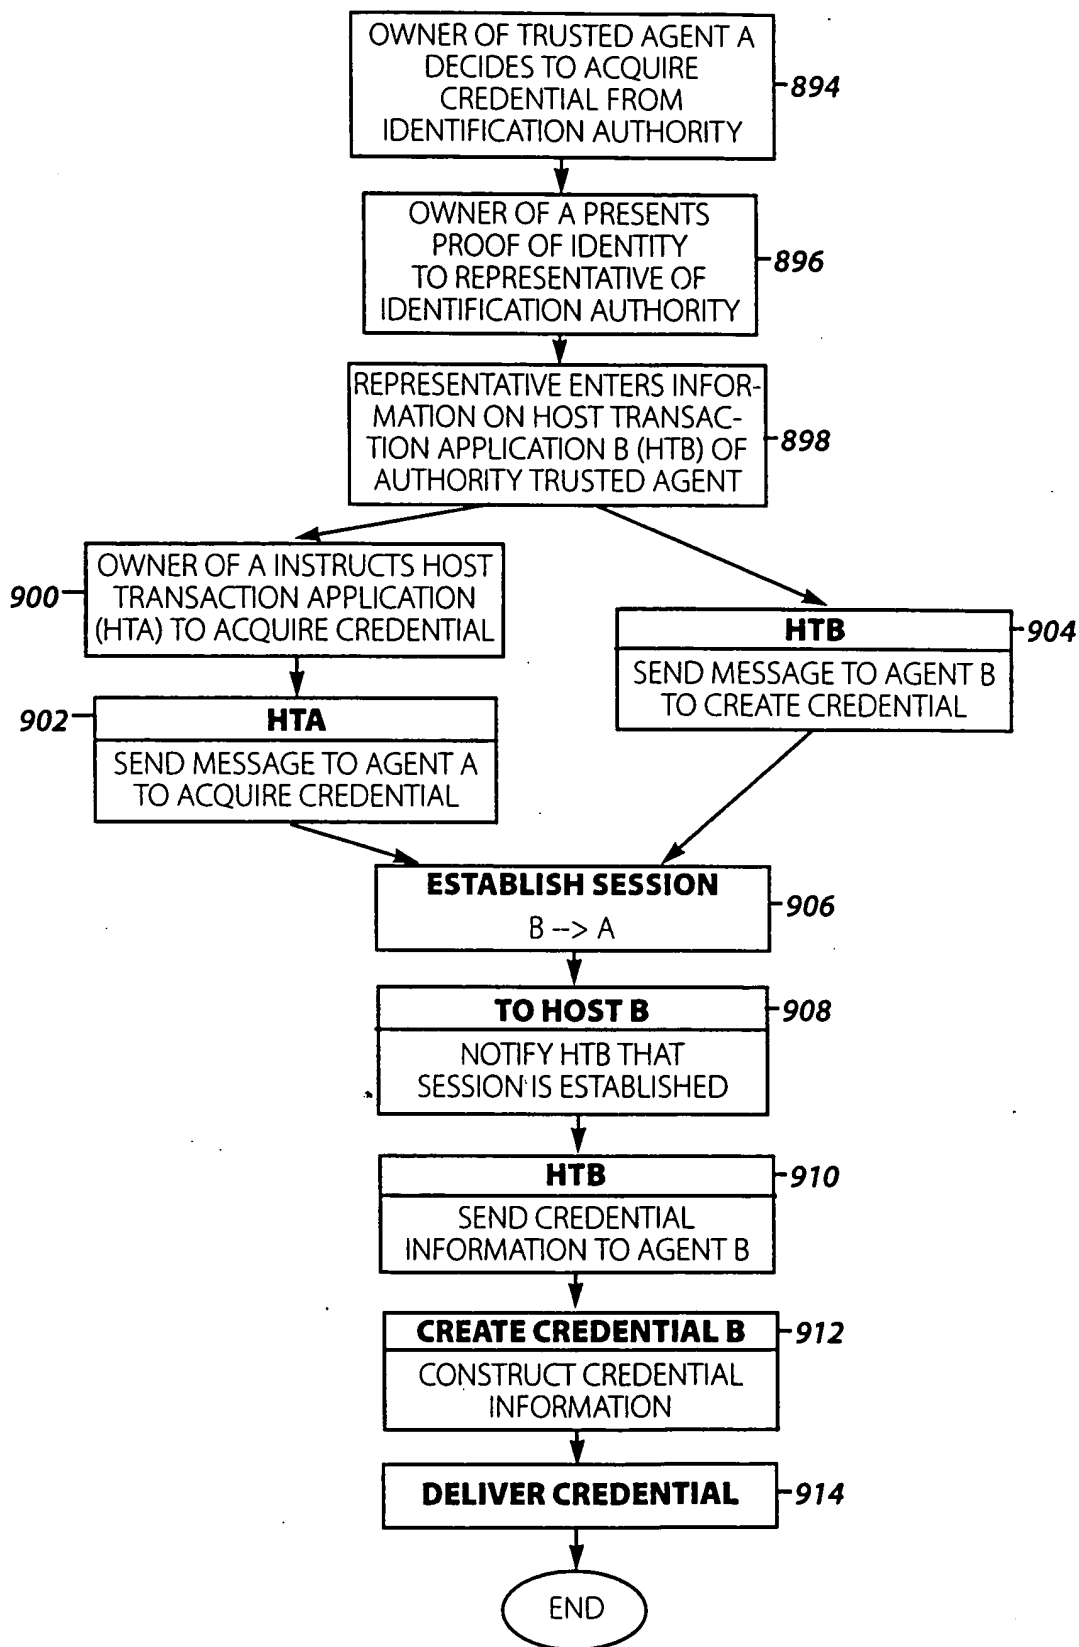 OWNER OF TRUSTED AGENT A
DECIDES TO ACQUIRE
CREDENTIAL FROM
IDENTIFICATION AUTHORITY
894
OWNER OF A PRESENTS
PROOF OF IDENTITY
TO REPRESENTATIVE OF
IDENTIFICATION AUTHORITY
896
REPRESENTATIVE ENTERS INFOR-
MATION ON HOST TRANSAC-
TION APPLICATION B (HTB) OF
AUTHORITY TRUSTED AGENT
898
OWNER OF A INSTRUCTS HOST
TRANSACTION APPLICATION
(HTA) TO ACQUIRE CREDENTIAL
900
HTA
902
SEND MESSAGE TO AGENT A
TO ACQUIRE CREDENTIAL
HTB
904
SEND MESSAGE TO AGENT B
TO CREATE CREDENTIAL
ESTABLISH SESSION
B --> A
906
TO HOST B
908
NOTIFY HTB THAT
SESSION IS ESTABLISHED
HTB
910
SEND CREDENTIAL
INFORMATION TO AGENT B
CREATE CREDENTIAL B
912
CONSTRUCT CREDENTIAL
INFORMATION
DELIVER CREDENTIAL
914
END